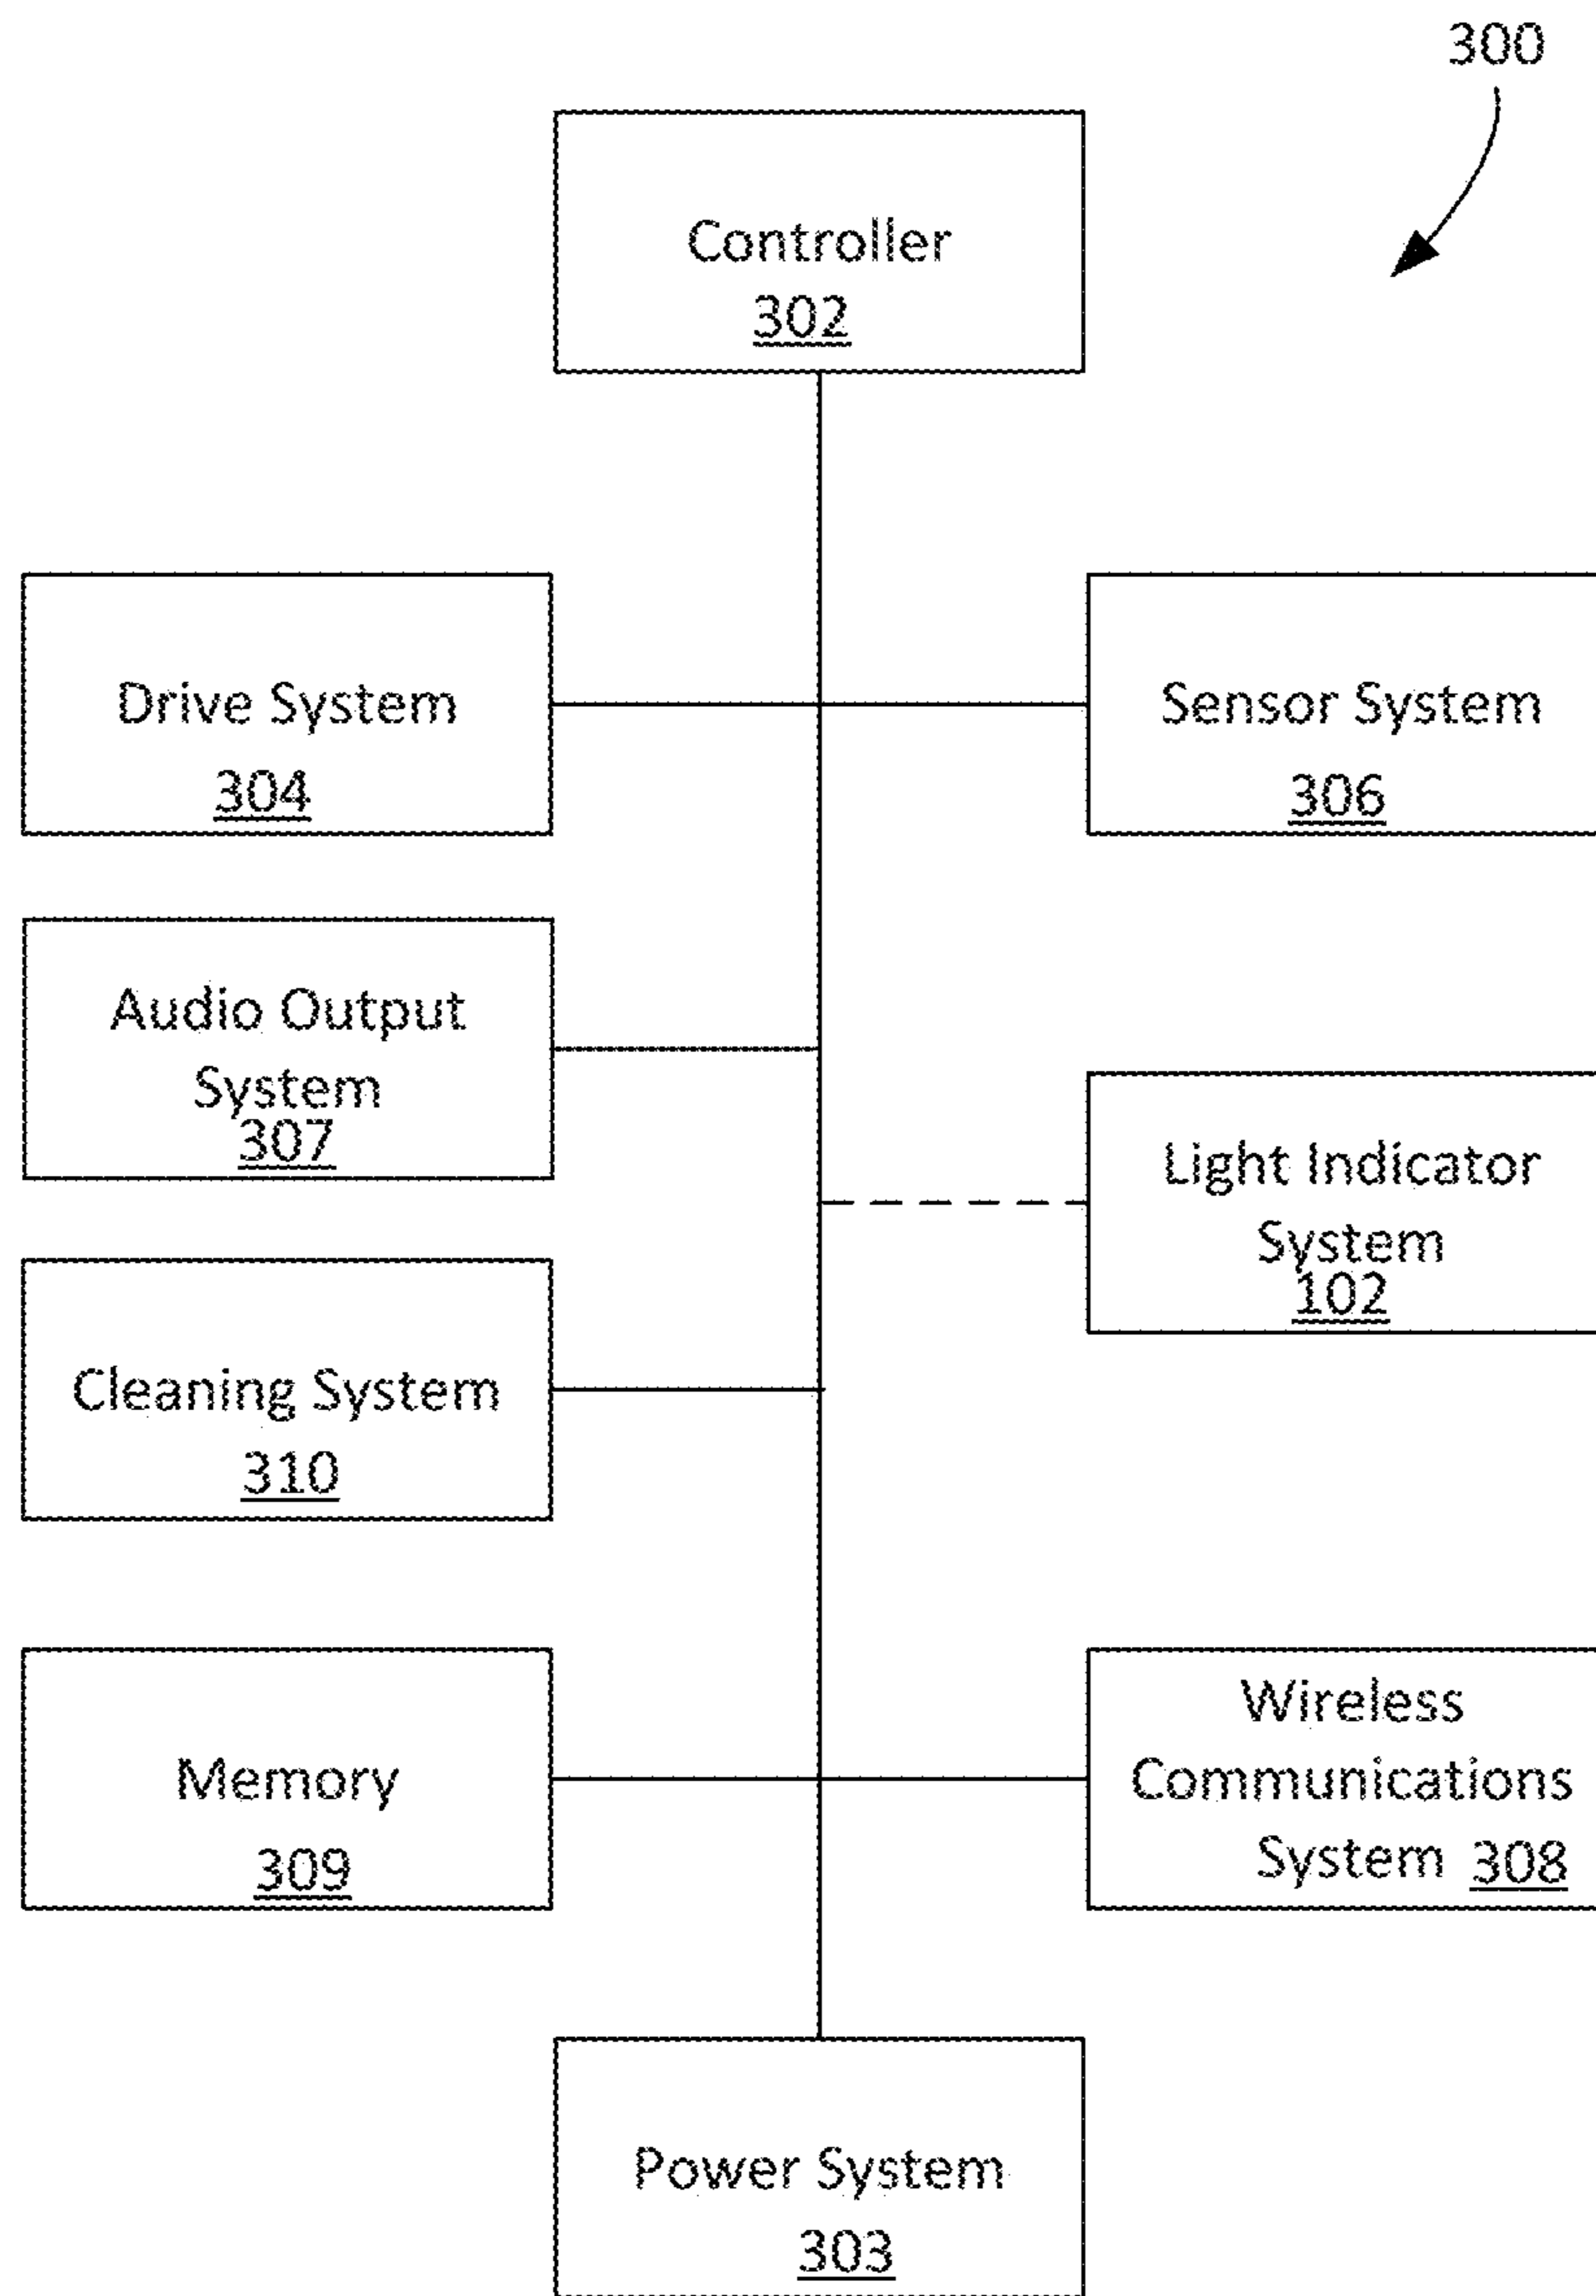 300
Controller
302
Drive System
304
Sensor System
306
Audio Output
System
307
Light Indicator
System
102
Cleaning System
310
Memory
309
Wireless
Communications
System 308
Power System
303